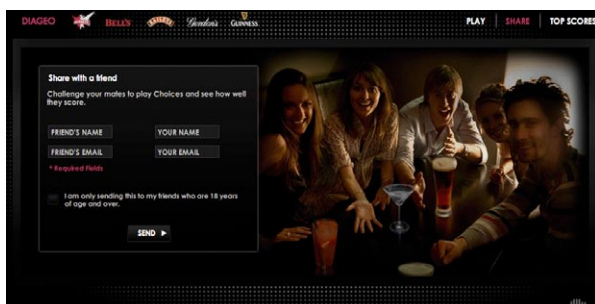 DIAGEO
BELL'S
BAILEYS
Gordon's
GUINNESS
PLAY
SHARE
TOP SCORES
Share with a friend
Challenge your mates to play Choices and see how well
they score.
FRIEND'S NAME
YOUR NAME
FRIEND'S EMAIL
YOUR EMAIL
* Required Fields
I am only sending this to my friends who are 18 years
of age and over.
SEND